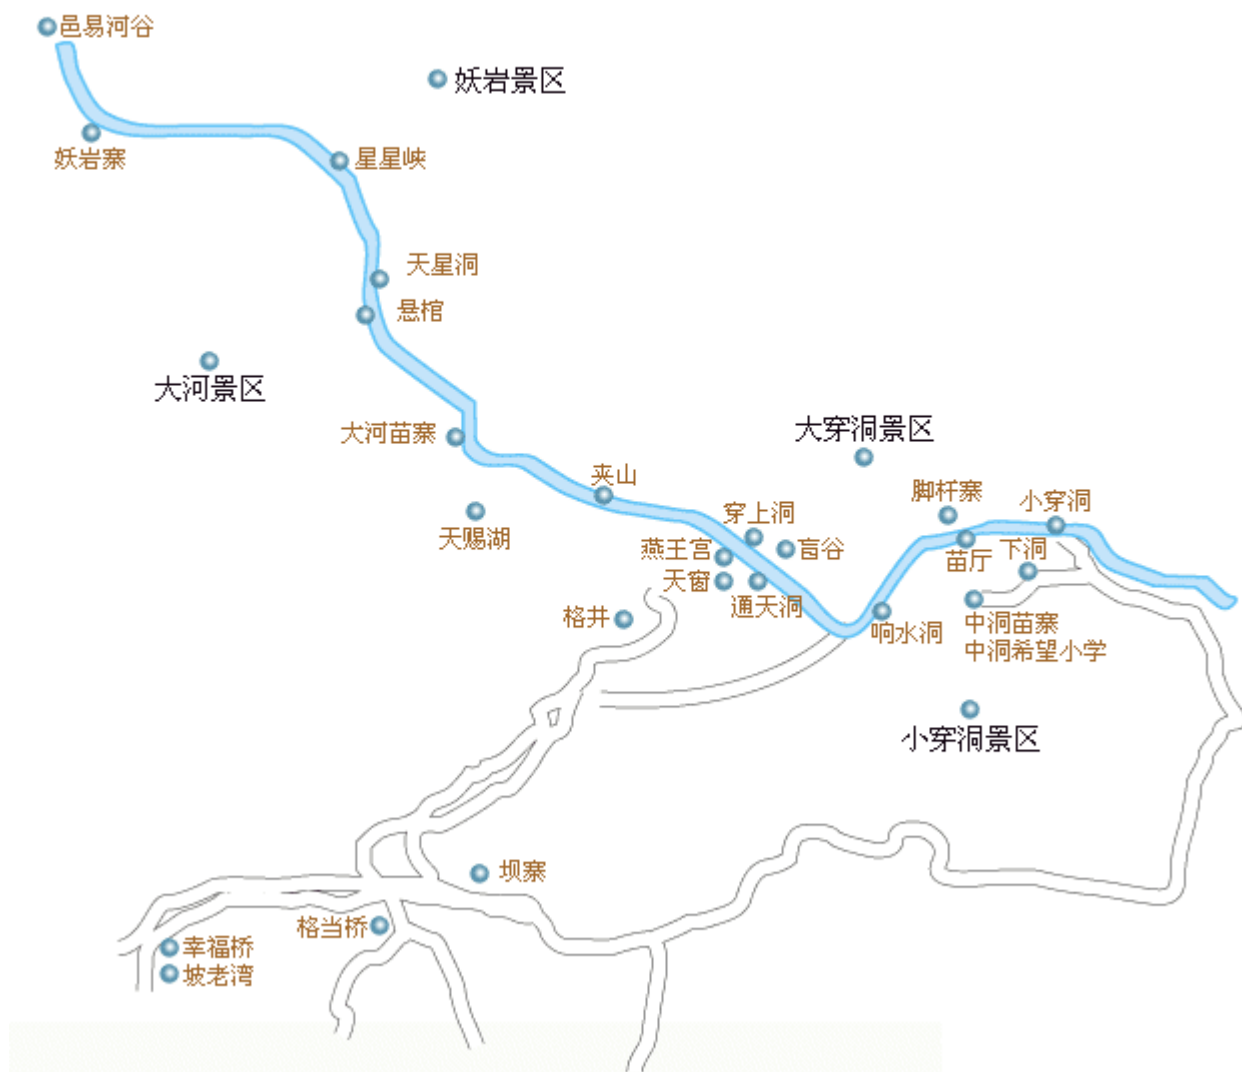 邑易河谷
妖岩景区
妖岩寨
星星峡
天星洞
悬棺
大河景区
大河苗寨
大穿洞景区
夹山
天赐湖
穿上洞
脚杆寨
小穿洞
燕王宫
盲谷
苗厅
下洞
天窗
通天洞
格井
响水洞
中洞苗寨
中洞希望小学
小穿洞景区
坝寨
格当桥
幸福桥
坡老湾